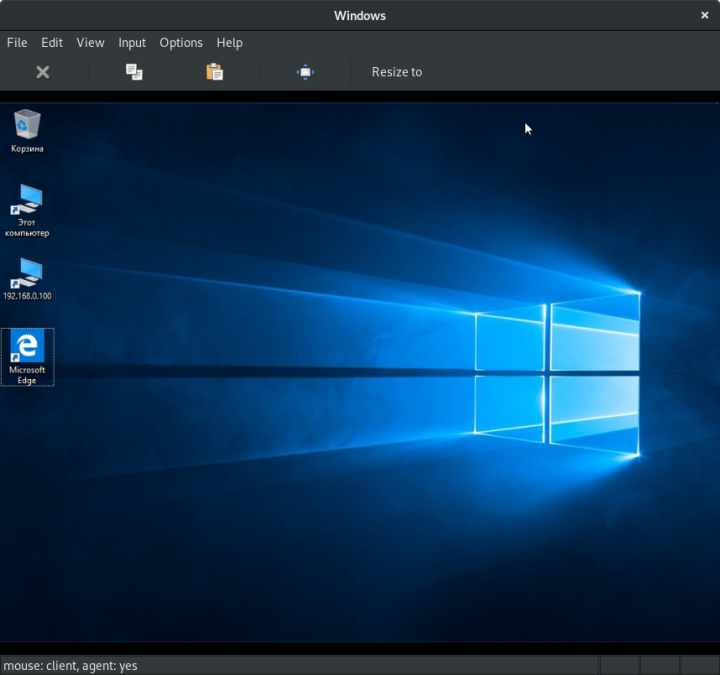 Windows
File Edit View Input Options Help
Resize to
Корзина
Этот
компьютер
192.168.0.100
Microsoft
Edge
mouse: client, agent: yes